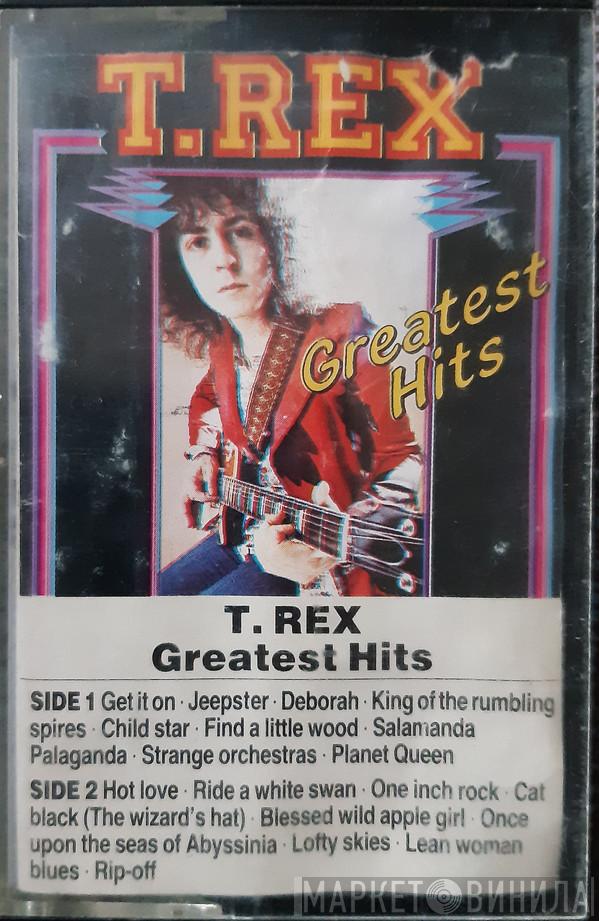 T.REX
Greatest
Hits
T. REX
Greatest Hits
SIDE 1 Get it on · Jeepster · Deborah · King of the rumbling
spires · Child star · Find a little wood · Salamanda
Palaganda · Strange orchestras · Planet Queen
SIDE 2 Hot love · Ride a white swan · One inch rock · Cat
black (The wizard's hat) · Blessed wild apple girl · Once
upon the seas of Abyssinia · Lofty skies · Lean woman
blues · Rip-off
МАРКЕТ ВИНИЛА